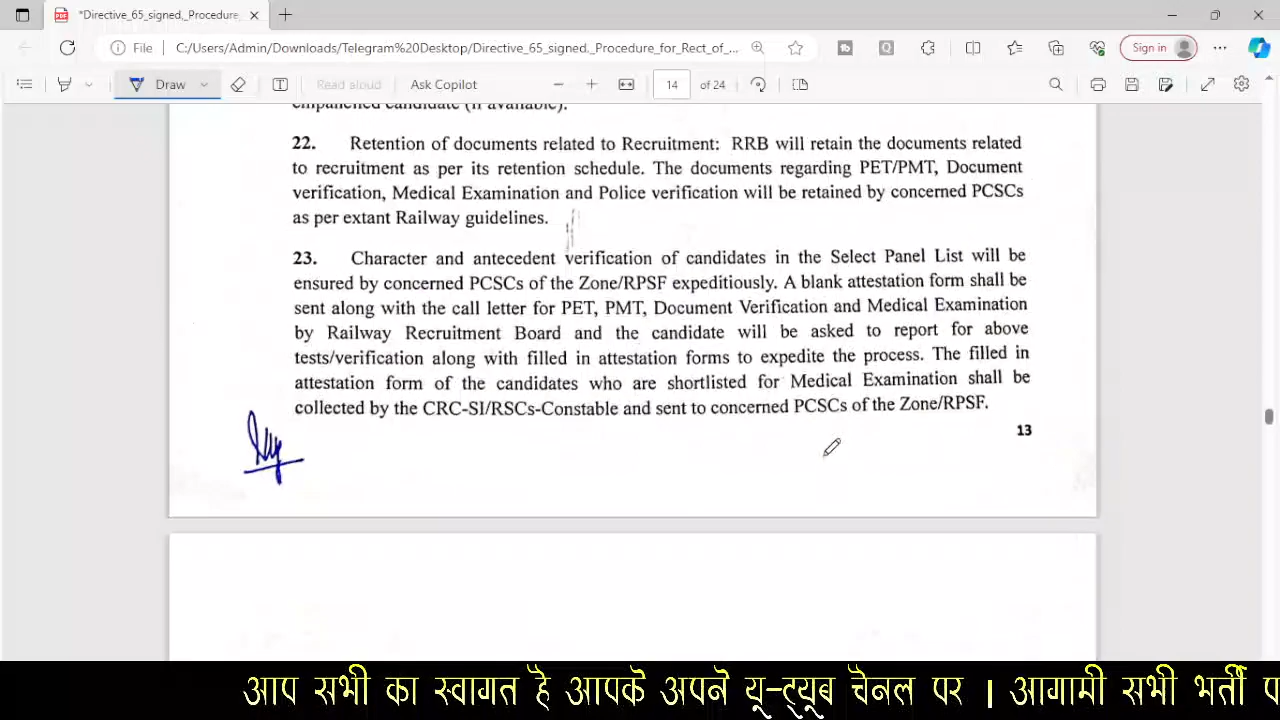 *Directive_65_signed._Procedure_
File C:/Users/Admin/Downloads/Telegram%20Desktop/Directive_65_signed._Procedure_for_Rect_of_... Sign in
Draw Read aloud Ask Copilot 14 of 24
empanelled candidate (if available).
22. Retention of documents related to Recruitment: RRB will retain the documents related
to recruitment as per its retention schedule. The documents regarding PET/PMT, Document
verification, Medical Examination and Police verification will be retained by concerned PCSCs
as per extant Railway guidelines.
23. Character and antecedent verification of candidates in the Select Panel List will be
ensured by concerned PCSCs of the Zone/RPSF expeditiously. A blank attestation form shall be
sent along with the call letter for PET, PMT, Document Verification and Medical Examination
by Railway Recruitment Board and the candidate will be asked to report for above
tests/verification along with filled in attestation forms to expedite the process. The filled in
attestation form of the candidates who are shortlisted for Medical Examination shall be
collected by the CRC-SI/RSCs-Constable and sent to concerned PCSCs of the Zone/RPSF.
13
आप सभी का स्वागत है आपके अपने यू-ट्यूब चैनल पर । आगामी सभी भर्ती प